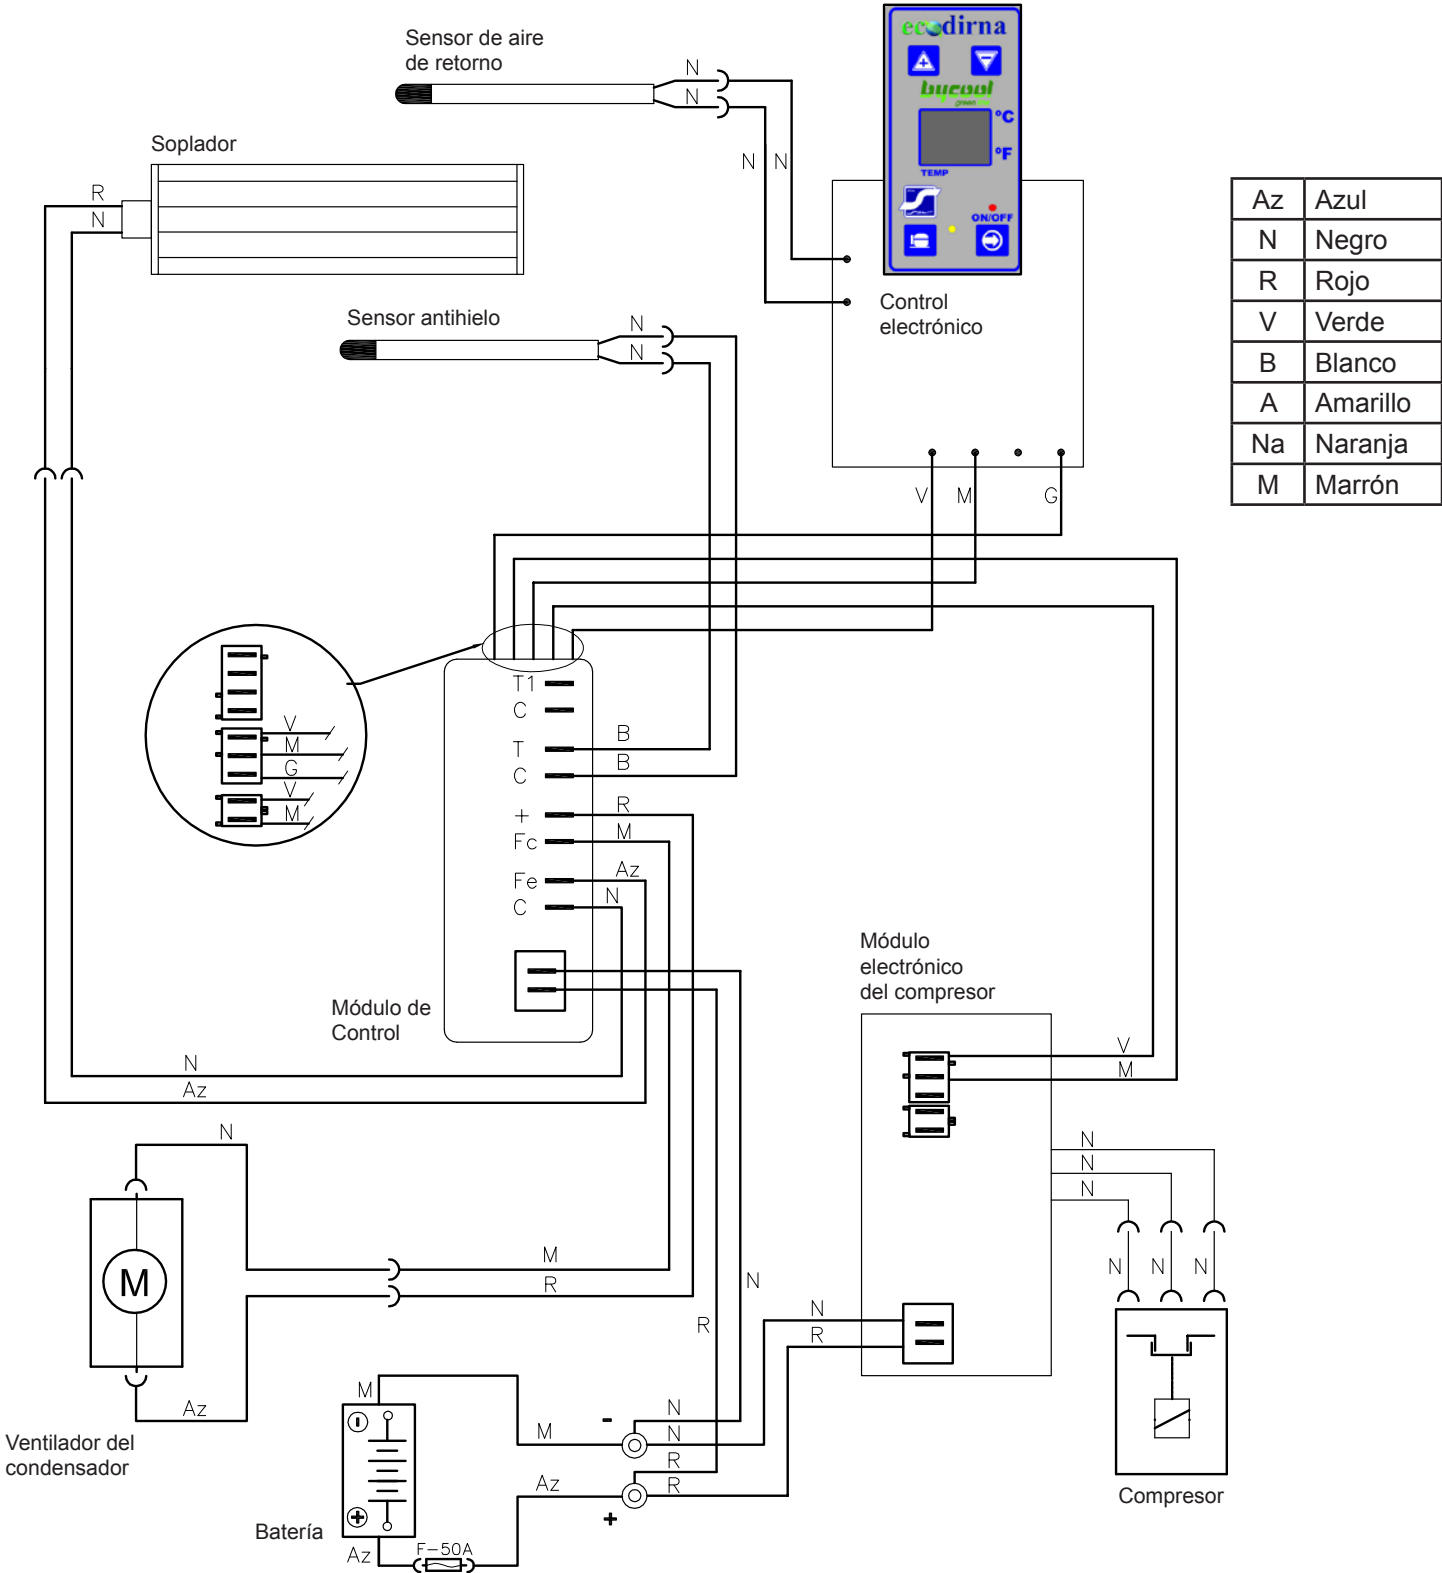 Sensor de aire
de retorno
N
N
N N
ecodirna
bycool
green
°C
°F
TEMP
ON/OFF
Control
electrónico
Soplador
R
N
Sensor antihielo
N
N
Az Azul
N Negro
R Rojo
V Verde
B Blanco
A Amarillo
Na Naranja
M Marrón
V M G
V
M
G
V
M
T1
C
T B
C B
+ R
Fc M
Fe Az
C N
Módulo de
Control
N
Az
Módulo
electrónico
del compresor
V
M
N
N
N
N N N
N
R
Compresor
N
M
Az
Ventilador del
condensador
M
R
N
R
M
M
-
N
N
R
R
Az
+
Batería
Az
F-50A